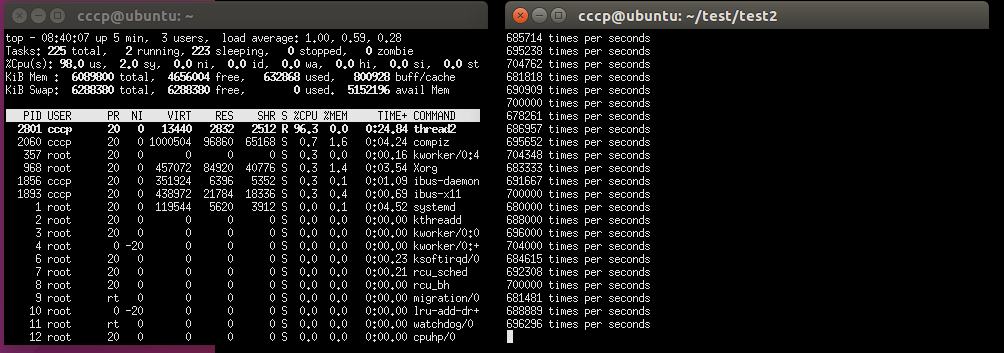 cccp@ubuntu: ~
top - 08:40:07 up 5 min,  3 users,  load average: 1.00, 0.59, 0.28
Tasks: 225 total,   2 running, 223 sleeping,   0 stopped,   0 zombie
%Cpu(s): 98.0 us,  2.0 sy,  0.0 ni,  0.0 id,  0.0 wa,  0.0 hi,  0.0 si,  0.0 st
KiB Mem :  6089800 total,  4656004 free,   632868 used,   800928 buff/cache
KiB Swap:  6288380 total,  6288380 free,        0 used.  5152196 avail Mem
PID USER      PR  NI    VIRT    RES    SHR S %CPU %MEM     TIME+ COMMAND
2801 cccp      20   0   13440   2832   2512 R 96.3  0.0   0:24.84 thread2
2060 cccp      20   0 1000504  96860  65168 S  0.7  1.6   0:04.24 compiz
357 root      20   0       0      0      0 S  0.3  0.0   0:00.16 kworker/0:4
968 root      20   0  457072  84920  40776 S  0.3  1.4   0:03.54 Xorg
1856 cccp      20   0  351924   6396   5352 S  0.3  0.1   0:01.09 ibus-daemon
1893 cccp      20   0  438972  21784  18336 S  0.3  0.4   0:00.69 ibus-x11
1 root      20   0  119544   5620   3912 S  0.0  0.1   0:04.52 systemd
2 root      20   0       0      0      0 S  0.0  0.0   0:00.00 kthreadd
3 root      20   0       0      0      0 S  0.0  0.0   0:00.00 kworker/0:0
4 root       0 -20       0      0      0 S  0.0  0.0   0:00.00 kworker/0:+
6 root      20   0       0      0      0 S  0.0  0.0   0:00.23 ksoftirqd/0
7 root      20   0       0      0      0 S  0.0  0.0   0:00.21 rcu_sched
8 root      20   0       0      0      0 S  0.0  0.0   0:00.00 rcu_bh
9 root      rt   0       0      0      0 S  0.0  0.0   0:00.00 migration/0
10 root       0 -20       0      0      0 S  0.0  0.0   0:00.00 lru-add-dr+
11 root      rt   0       0      0      0 S  0.0  0.0   0:00.00 watchdog/0
12 root      20   0       0      0      0 S  0.0  0.0   0:00.00 cpuhp/0
cccp@ubuntu: ~/test/test2
685714 times per seconds
695238 times per seconds
704762 times per seconds
681818 times per seconds
690909 times per seconds
700000 times per seconds
678261 times per seconds
686957 times per seconds
695652 times per seconds
704348 times per seconds
683333 times per seconds
691667 times per seconds
700000 times per seconds
680000 times per seconds
688000 times per seconds
696000 times per seconds
704000 times per seconds
684615 times per seconds
692308 times per seconds
700000 times per seconds
681481 times per seconds
688889 times per seconds
696296 times per seconds